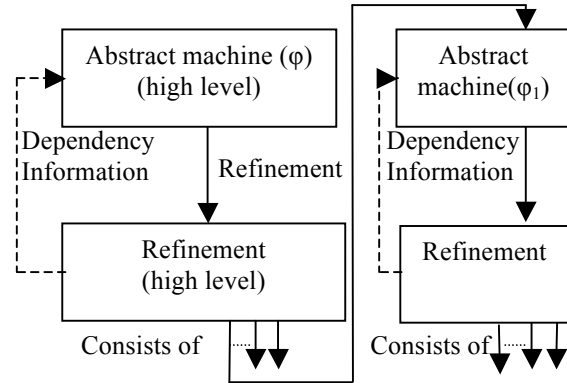 Abstract machine (φ)
(high level)
Dependency
Information
Refinement
Refinement
(high level)
Consists of
......
Abstract
machine(φ₁)
Dependency
Information
Refinement
Consists of
......